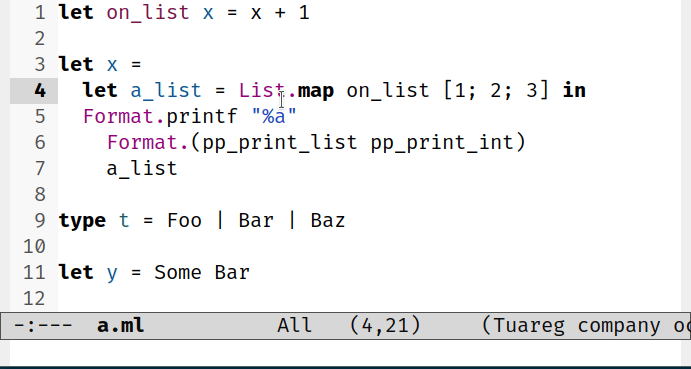 1 let on_list x = x + 1
2
3 let x =
4   let a_list = List.map on_list [1; 2; 3] in
5   Format.printf "%a"
6     Format.(pp_print_list pp_print_int)
7     a_list
8
9 type t = Foo | Bar | Baz
10
11 let y = Some Bar
12
-:---  a.ml           All   (4,21)     (Tuareg company